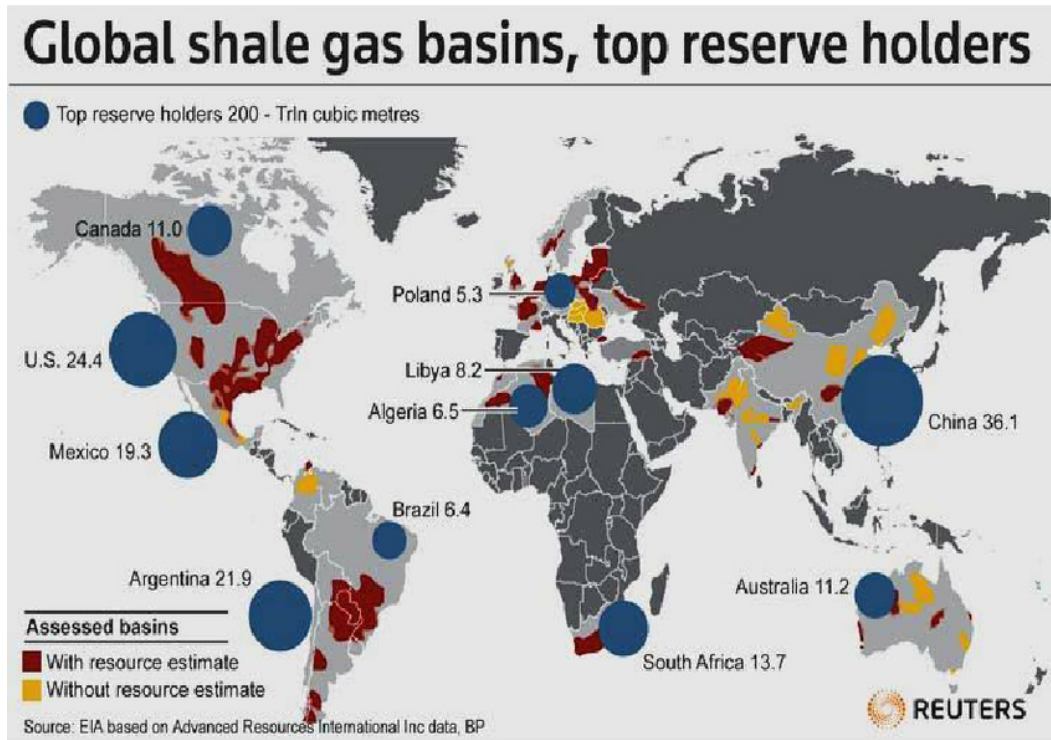 Global shale gas basins, top reserve holders
Top reserve holders 200 - Trln cubic metres
Canada 11.0
Poland 5.3
U.S. 24.4
Libya 8.2
Algeria 6.5
China 36.1
Mexico 19.3
Brazil 6.4
Argentina 21.9
Australia 11.2
South Africa 13.7
Assessed basins
With resource estimate
Without resource estimate
Source: EIA based on Advanced Resources International Inc data, BP
REUTERS